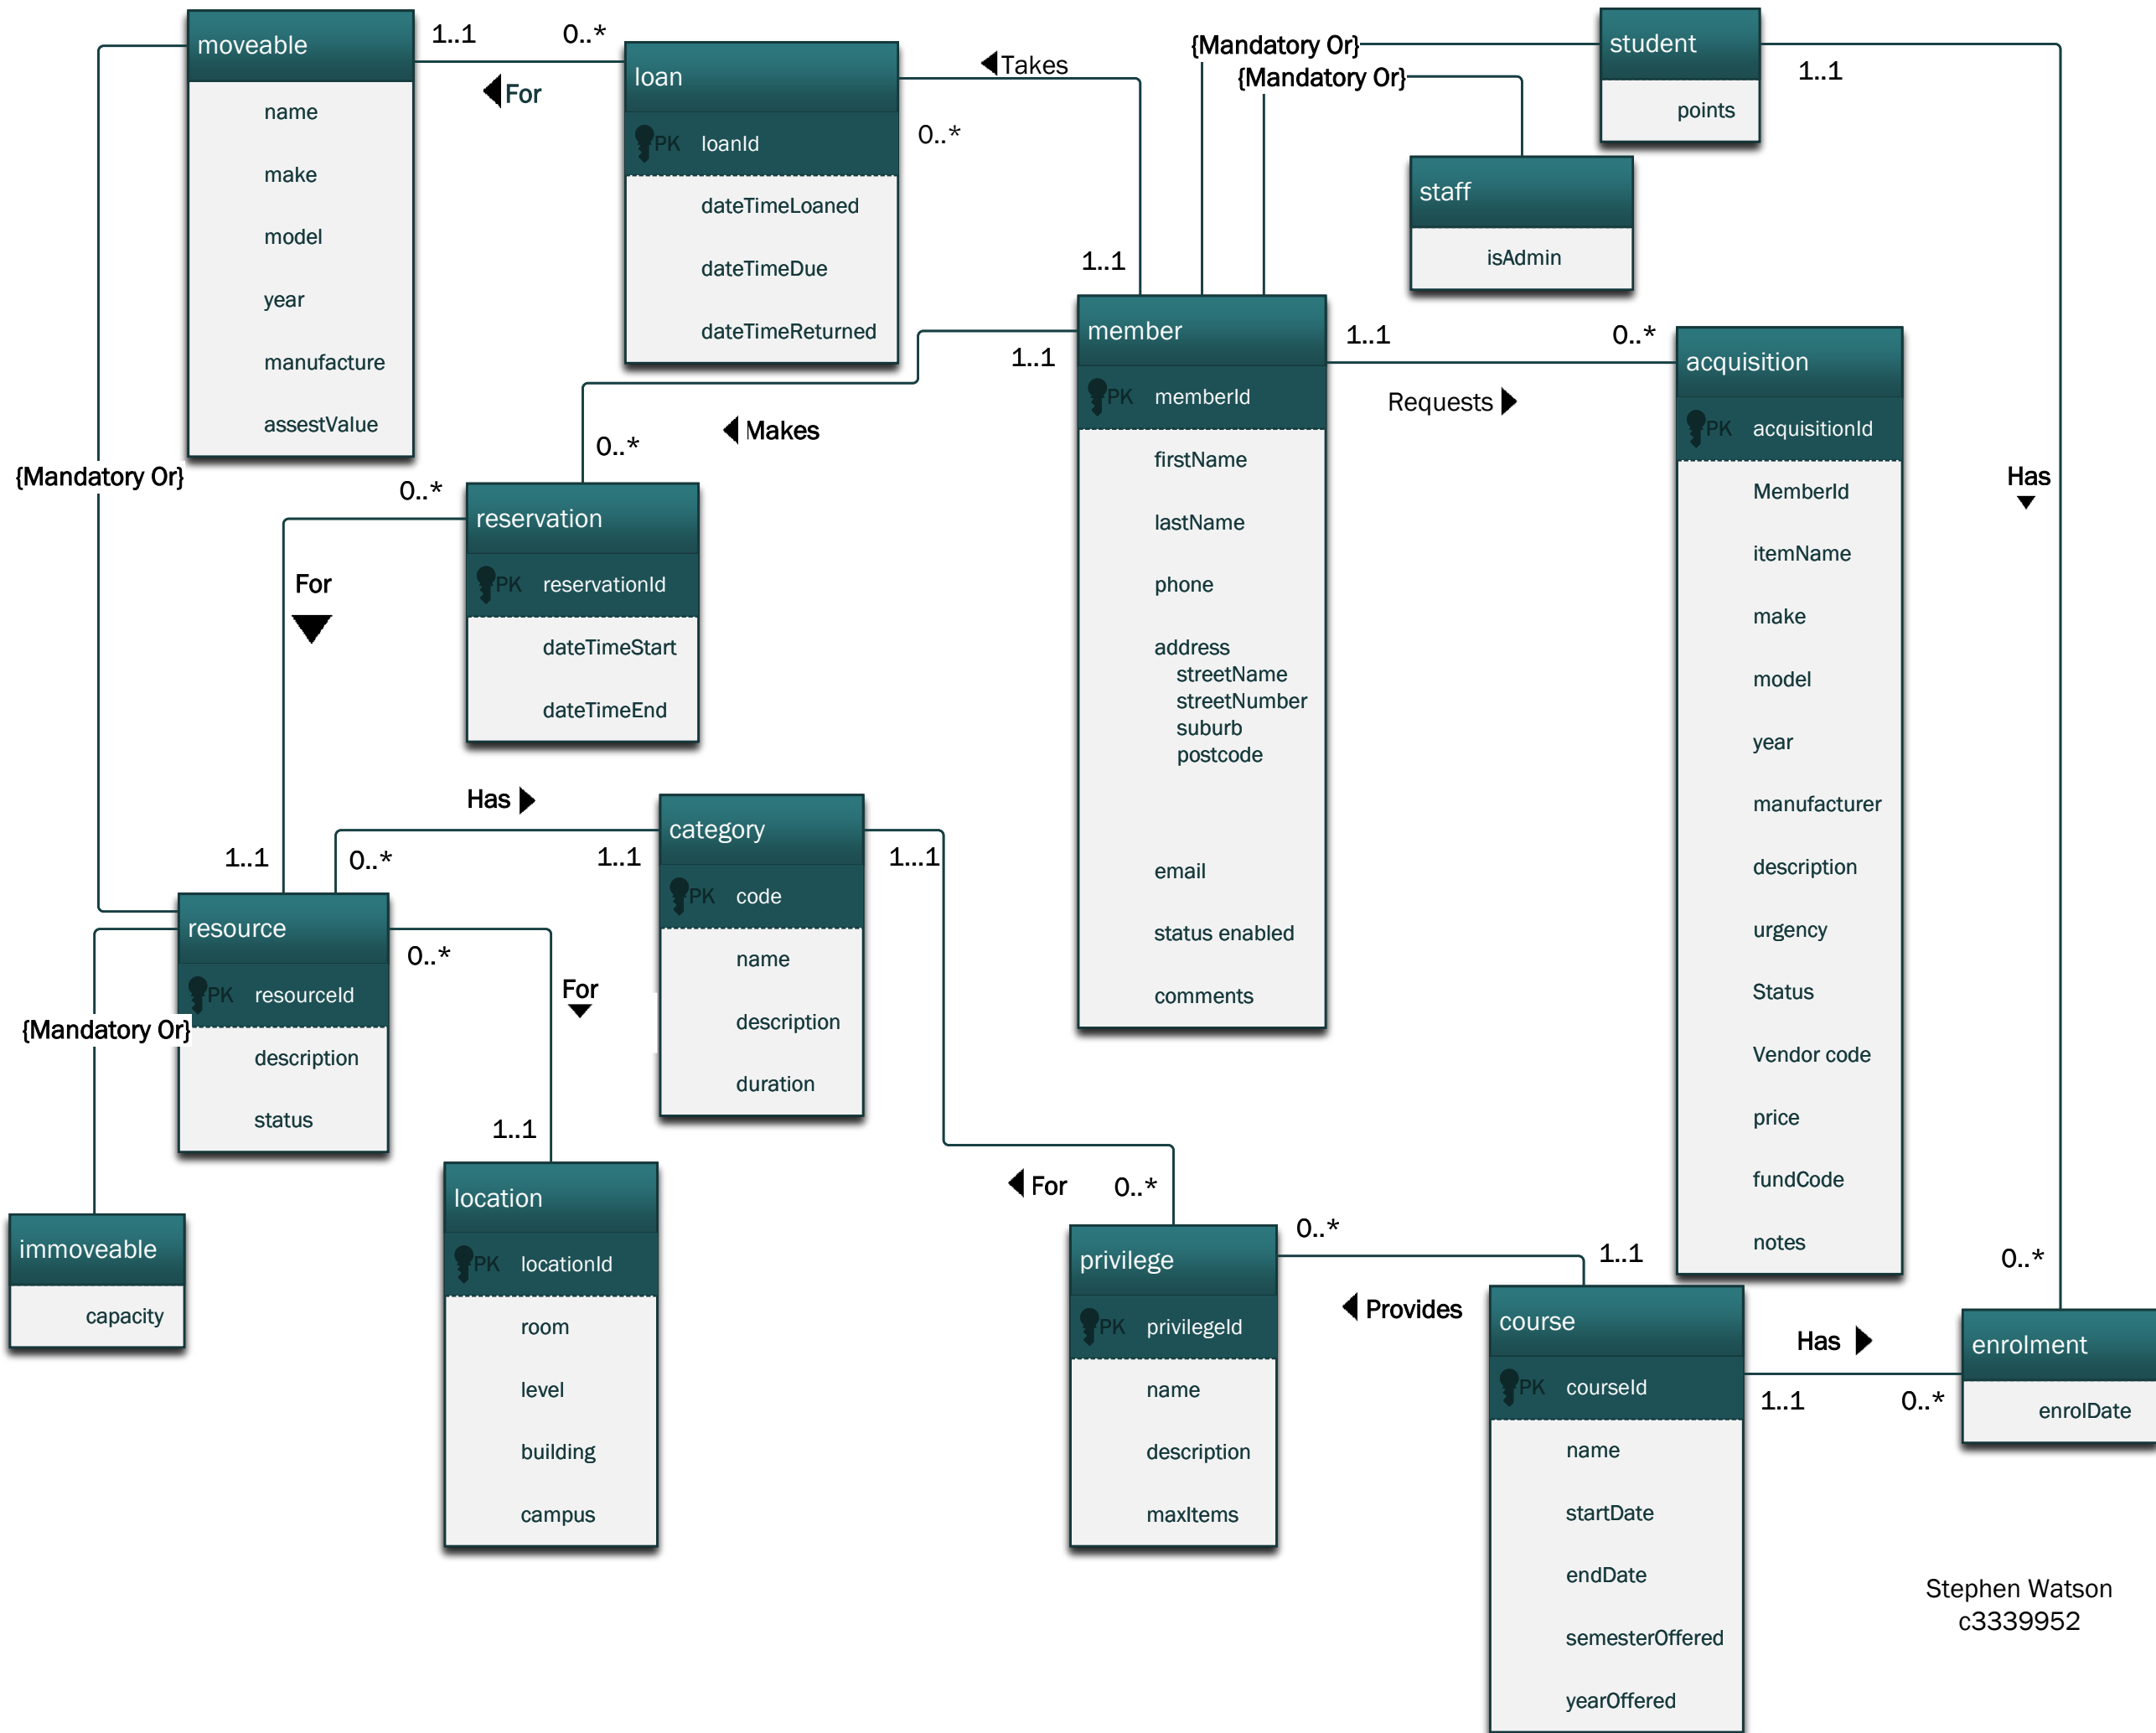 moveable
name
make
model
year
manufacture
assestValue
1..1
0..*
For
loan
PK loanId
dateTimeLoaned
dateTimeDue
dateTimeReturned
Takes
0..*
1..1
{Mandatory Or}
{Mandatory Or}
student
points
1..1
staff
isAdmin
Has
0..*
member
PK memberId
firstName
lastName
phone
address
streetName
streetNumber
suburb
postcode
email
status enabled
comments
1..1
0..*
Requests
acquisition
PK acquisitionId
MemberId
itemName
make
model
year
manufacturer
description
urgency
Status
Vendor code
price
fundCode
notes
1..1
Makes
0..*
{Mandatory Or}
0..*
reservation
PK reservationId
dateTimeStart
dateTimeEnd
For
1..1
Has
0..*
1..1
category
PK code
name
description
duration
1...1
resource
PK resourceId
description
status
{Mandatory Or}
0..*
For
1..1
immoveable
capacity
location
PK locationId
room
level
building
campus
For
0..*
privilege
PK privilegeId
name
description
maxItems
0..*
1..1
Provides
course
PK courseId
name
startDate
endDate
semesterOffered
yearOffered
Has
1..1
0..*
enrolment
enrolDate
Stephen Watson
c3339952